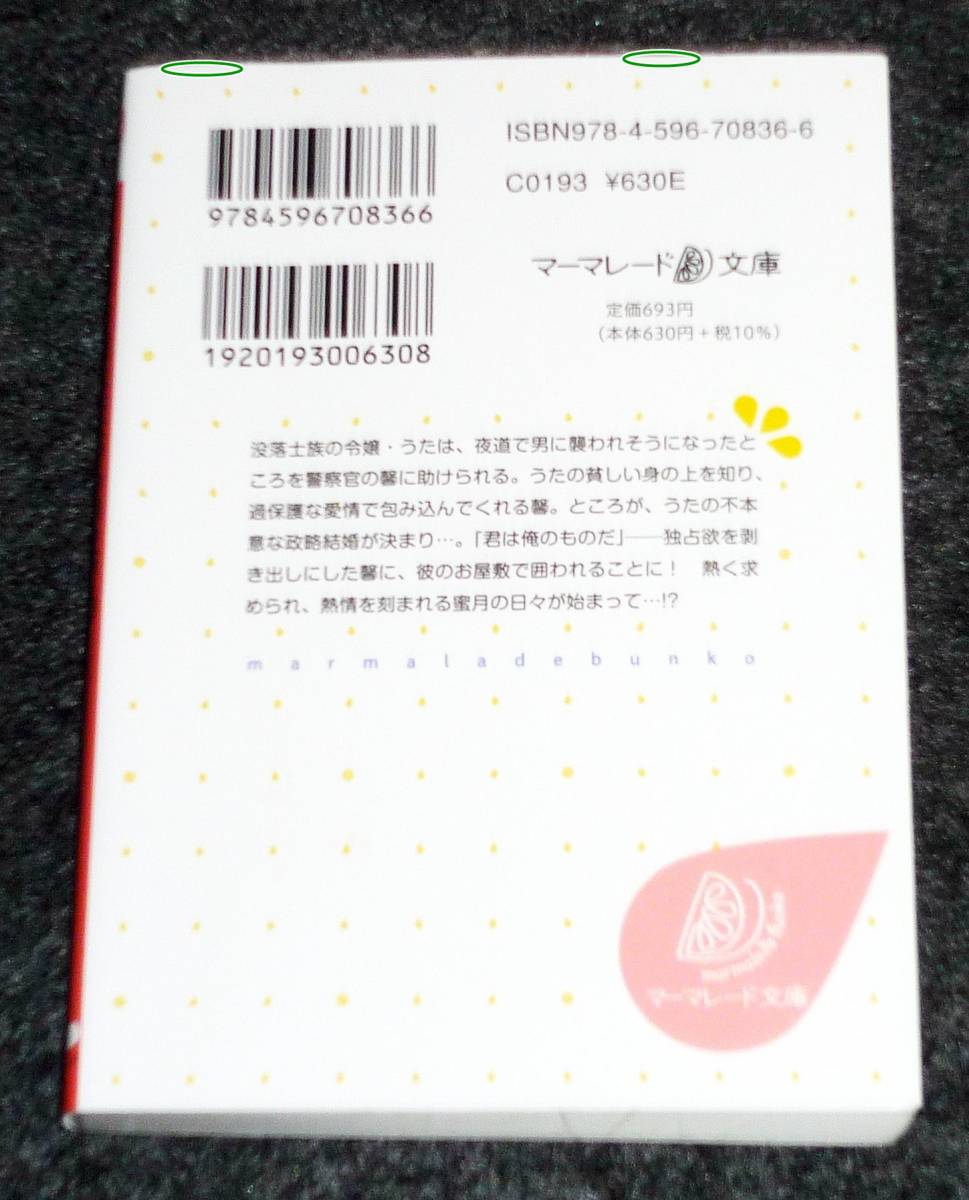 9784596708366
ISBN978-4-596-70836-6
C0193 ¥630E
1920193006308
マーマレード文庫
定価693円
(本体630円+税10%)
没落士族の令嬢・うたは、夜道で男に襲われそうになったと
ころを警察官の馨に助けられる。うたの貧しい身の上を知り、
過保護な愛情で包み込んでくれる馨。ところが、うたの不本
意な政略結婚が決まり…。「君は俺のものだ」――独占欲を剥
き出しにした馨に、彼のお屋敷で囲われることに！　熱く求
められ、熱情を刻まれる蜜月の日々が始まって…!?
marmaladebunko
marmalade bunko
マーマレード文庫